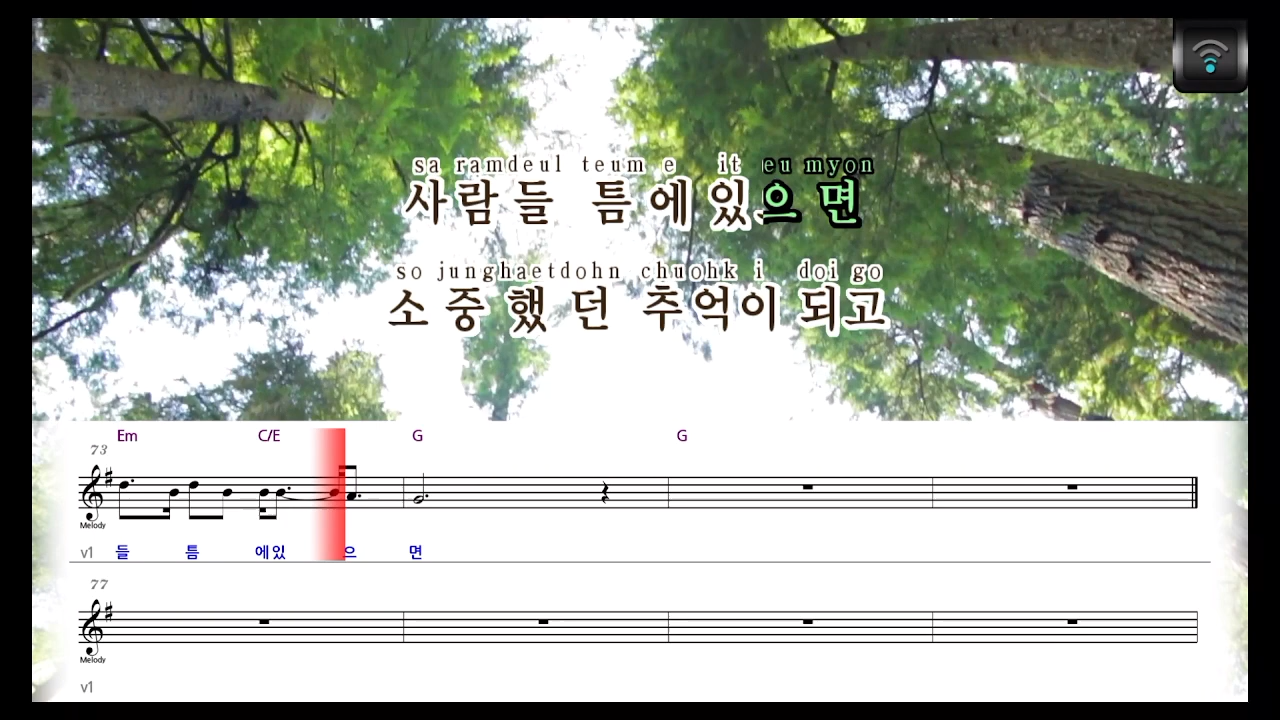 sa ramdeul teum e it eu myon
사람들 틈에있으면
so junghaetdohn chuohk i doi go
소중했던 추억이 되고
Em C/E G G
73
Melody
v1 들 틈 에있 으 면
77
Melody
v1